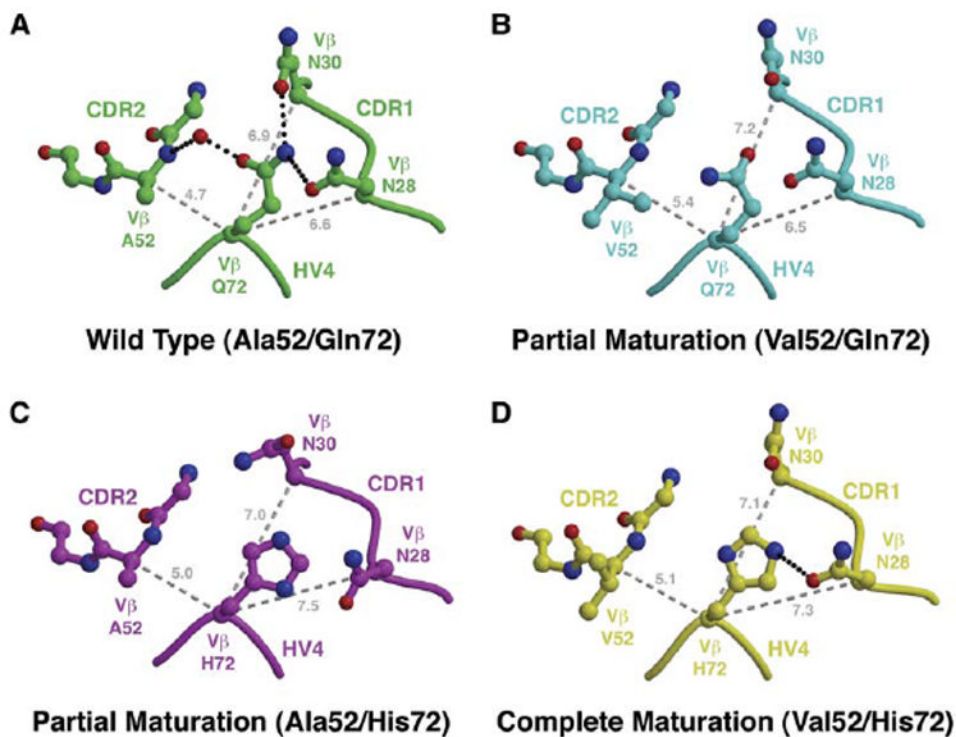 A
CDR2
Vβ
N30
CDR1
6.9
Vβ
N28
4.7
6.6
Vβ
A52
Vβ
Q72
HV4
Wild Type (Ala52/Gln72)
B
CDR2
Vβ
N30
CDR1
7.2
Vβ
N28
5.4
6.5
Vβ
V52
Vβ
Q72
HV4
Partial Maturation (Val52/Gln72)
C
CDR2
Vβ
N30
CDR1
7.0
Vβ
N28
5.0
7.5
Vβ
A52
Vβ
H72
HV4
Partial Maturation (Ala52/His72)
D
CDR2
Vβ
N30
CDR1
7.1
Vβ
N28
5.1
7.3
Vβ
V52
Vβ
H72
HV4
Complete Maturation (Val52/His72)